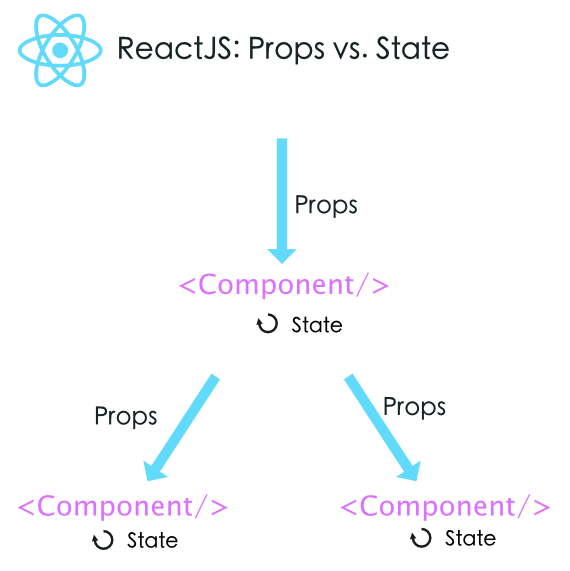 ReactJS: Props vs. State
Props
<Component/>
State
Props
Props
<Component/>
<Component/>
State
State